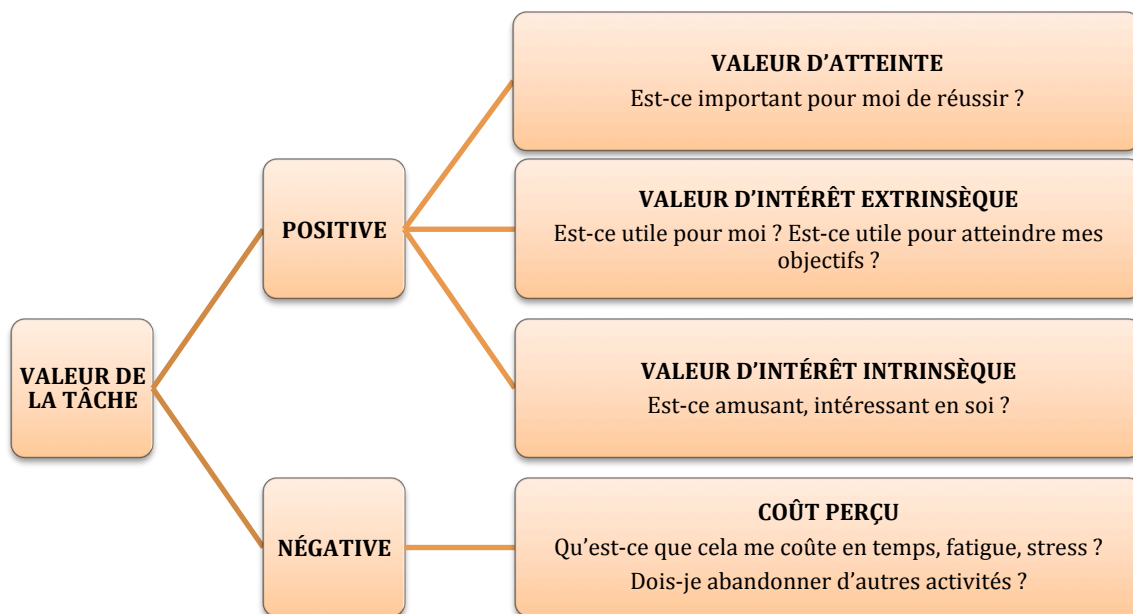 VALEUR D’ATTEINTE
Est-ce important pour moi de réussir ?
POSITIVE
VALEUR D’INTÉRÊT EXTRINSÈQUE
Est-ce utile pour moi ? Est-ce utile pour atteindre mes
objectifs ?
VALEUR DE
LA TÂCHE
VALEUR D’INTÉRÊT INTRINSÈQUE
Est-ce amusant, intéressant en soi ?
NÉGATIVE
COÛT PERÇU
Qu’est-ce que cela me coûte en temps, fatigue, stress ?
Dois-je abandonner d’autres activités ?